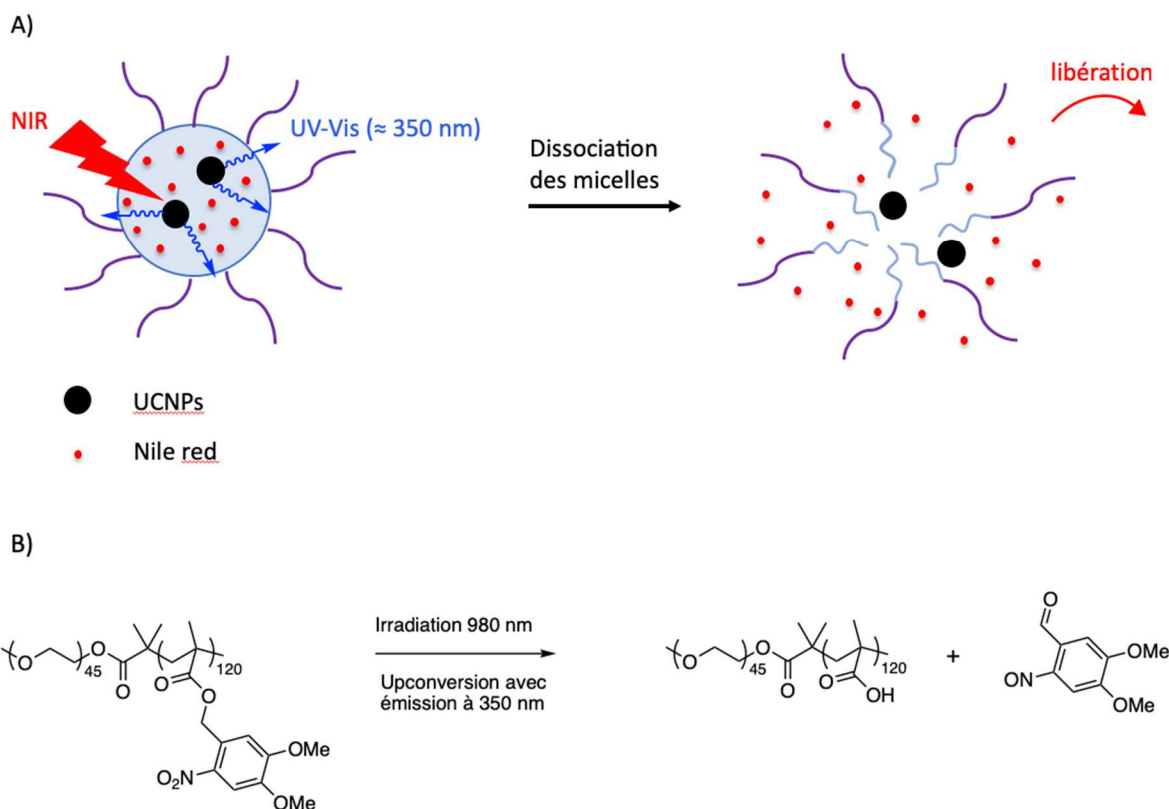 A)
NIR
UV-Vis (≈ 350 nm)
Dissociation
des micelles
libération
UCNPs
Nile red
B)
O
45
O
O
120
O
O
O2N
OMe
OMe
Irradiation 980 nm
Upconversion avec
émission à 350 nm
O
45
O
O
120
O
OH
+
O
ON
OMe
OMe